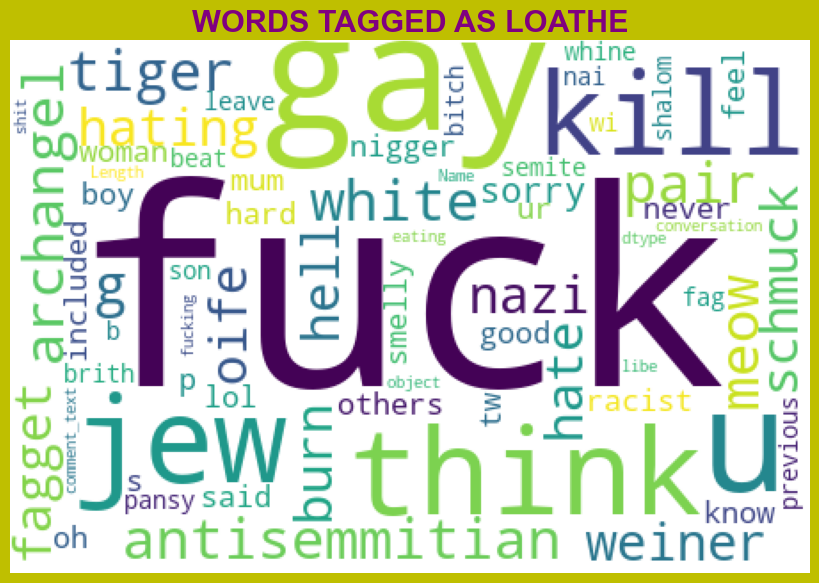 WORDS TAGGED AS LOATHE
fuck
gay
kill
jew
think
u
tiger
hating
archangel
white
pair
antisemmitian
weiner
fagget
schmuck
nazi
hell
hate
burn
oife
meow
g
sorry
nigger
woman
boy
beat
leave
mum
hard
bitch
whine
nai
wi
shalom
feel
semite
ur
never
conversation
dtype
Name
Length
shit
included
son
b
brith
p
lol
fucking
smelly
eating
object
good
fag
libe
racist
others
tw
previous
know
comment_text
s
pansy
said
oh